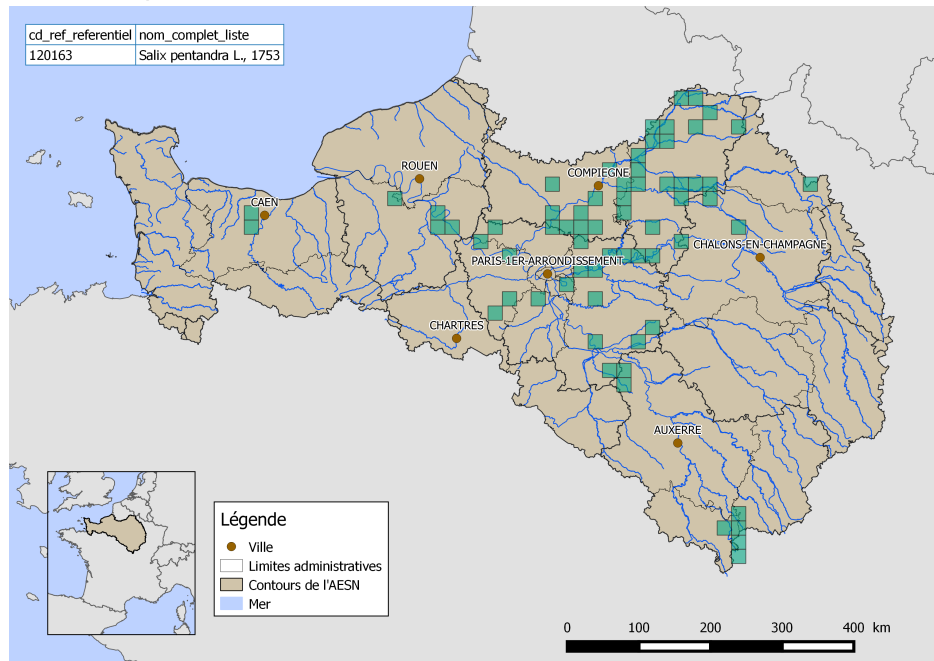 cd_ref_referentiel nom_complet_liste
120163 Salix pentandra L., 1753
ROUEN
COMPIEGNE
CAEN
CHALONS-EN-CHAMPAGNE
PARIS-1ER-ARRONDISSEMENT
CHARTRES
AUXERRE
Légende
Ville
Limites administratives
Contours de l'AESN
Mer
0 100 200 300 400 km